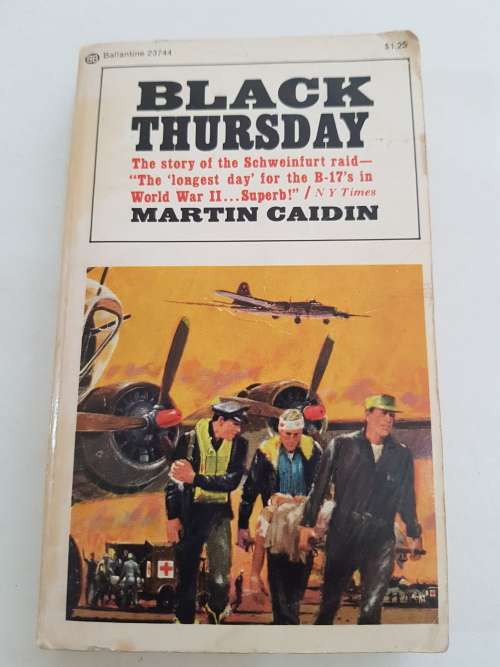 BB Ballantine 23744
$1.25
BLACK
THURSDAY
The story of the Schweinfurt raid—
“The ‘longest day’ for the B-17’s in
World War II...Superb!” / N Y Times
MARTIN CAIDIN